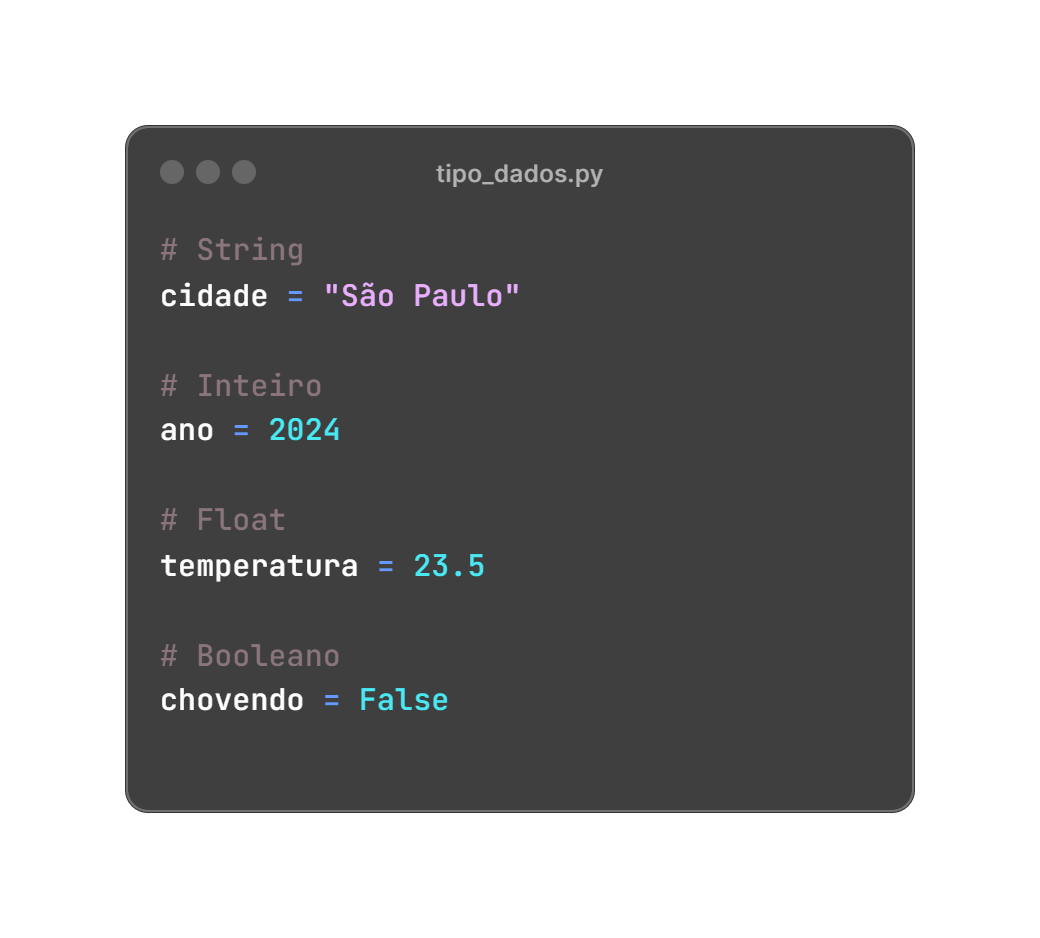 tipo_dados.py
# String
cidade = "São Paulo"
# Inteiro
ano = 2024
# Float
temperatura = 23.5
# Booleano
chovendo = False